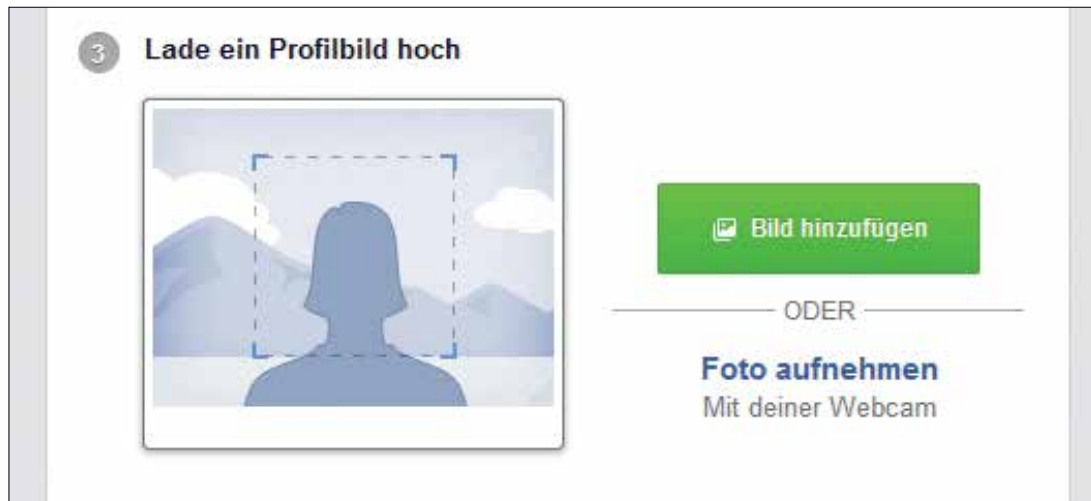 3 Lade ein Profilbild hoch
Bild hinzufügen
ODER
Foto aufnehmen
Mit deiner Webcam